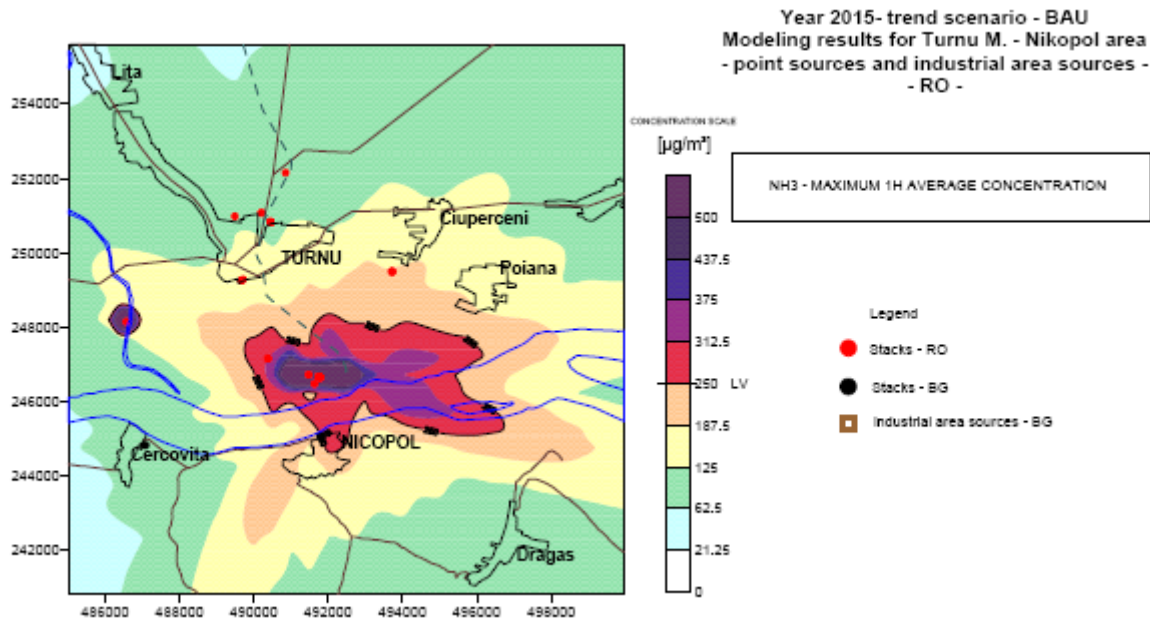 Year 2015- trend scenario - BAU
Modeling results for Turnu M. - Nikopol area
- point sources and industrial area sources -
- RO -
CONCENTRATION SCALE
[µg/m³]
NH3 - MAXIMUM 1H AVERAGE CONCENTRATION
500
437.5
375
312.5
250 LV
187.5
125
62.5
21.25
0
Legend
Stacks - RO
Stacks - BG
Industrial area sources - BG
254000
252000
250000
248000
246000
244000
242000
Lita
Ciuperceni
TURNU
Poiana
NICOPOL
Cercovita
Dragas
486000 488000 490000 492000 494000 496000 498000